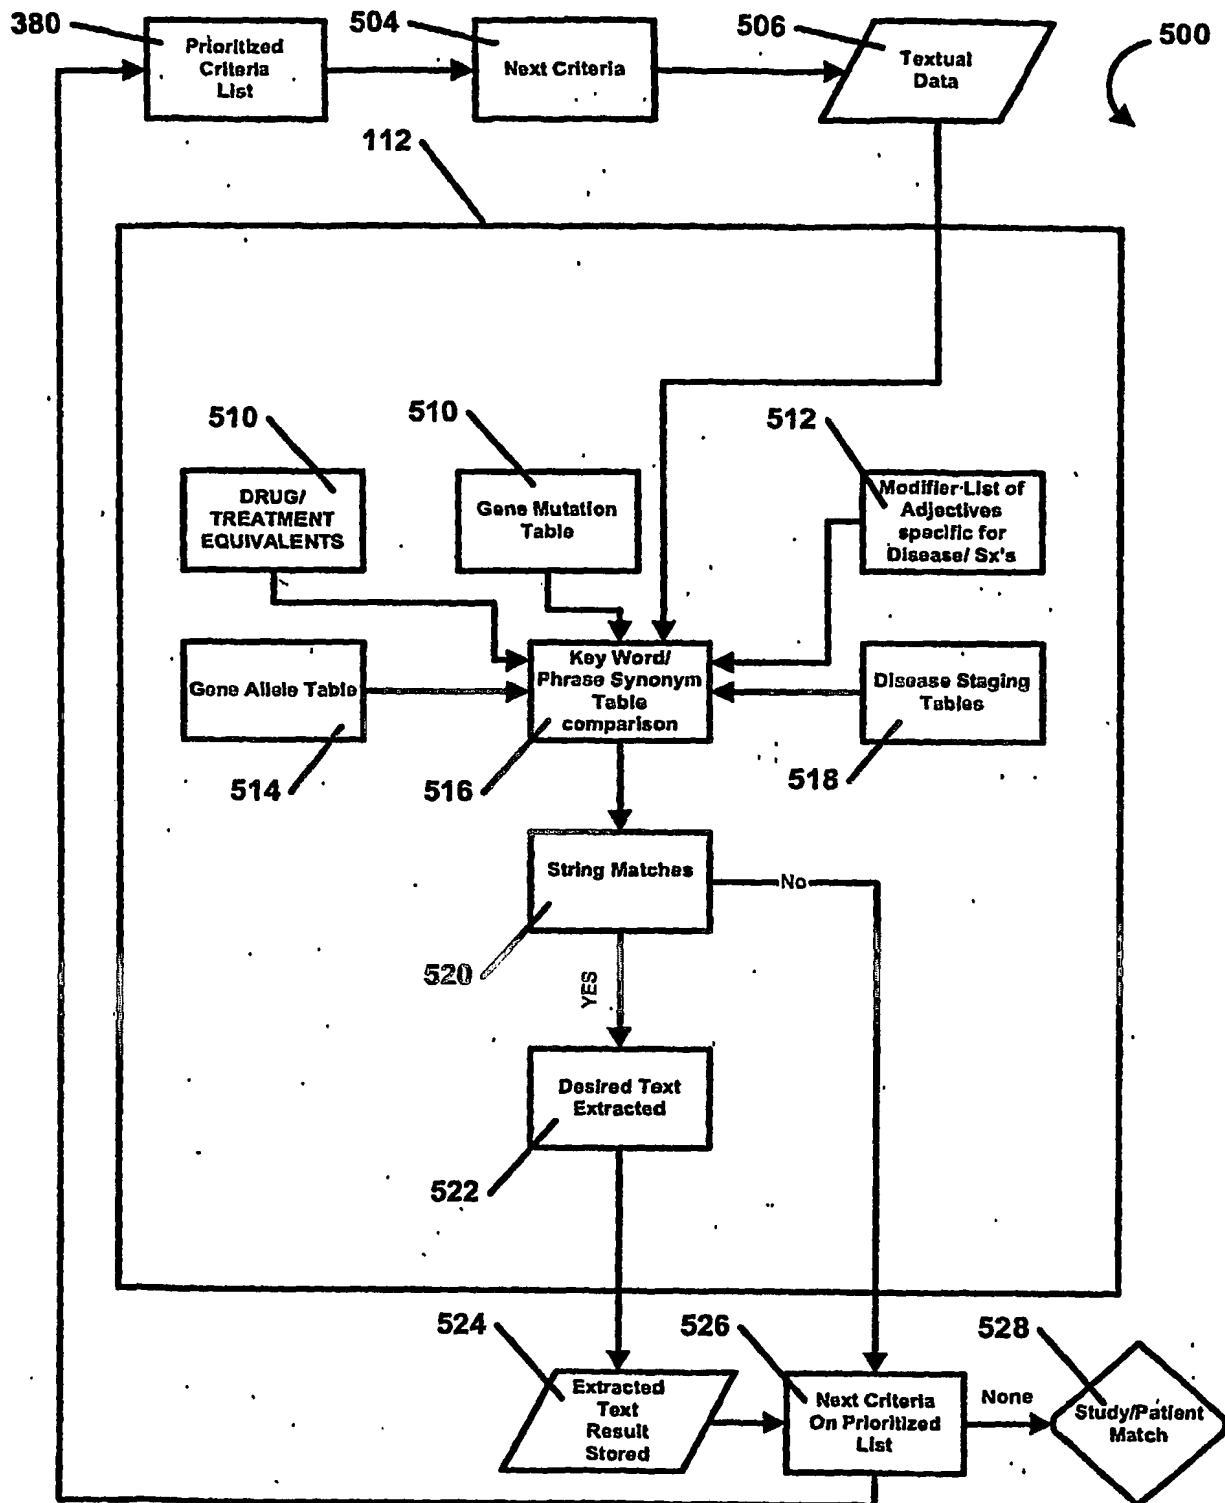 380
Prioritized
Criteria
List
504
Next Criteria
506
Textual
Data
500
112
510
DRUG/
TREATMENT
EQUIVALENTS
510
Gene Mutation
Table
512
Modifier-List of
Adjectives
specific for
Disease/ Sx's
Gene Allele Table
514
Key Word/
Phrase Synonym
Table
comparison
516
Disease Staging
Tables
518
String Matches
No
520
YES
Desired Text
Extracted
522
524
Extracted
Text
Result
Stored
526
Next Criteria
On Prioritized
List
None
528
Study/Patient
Match